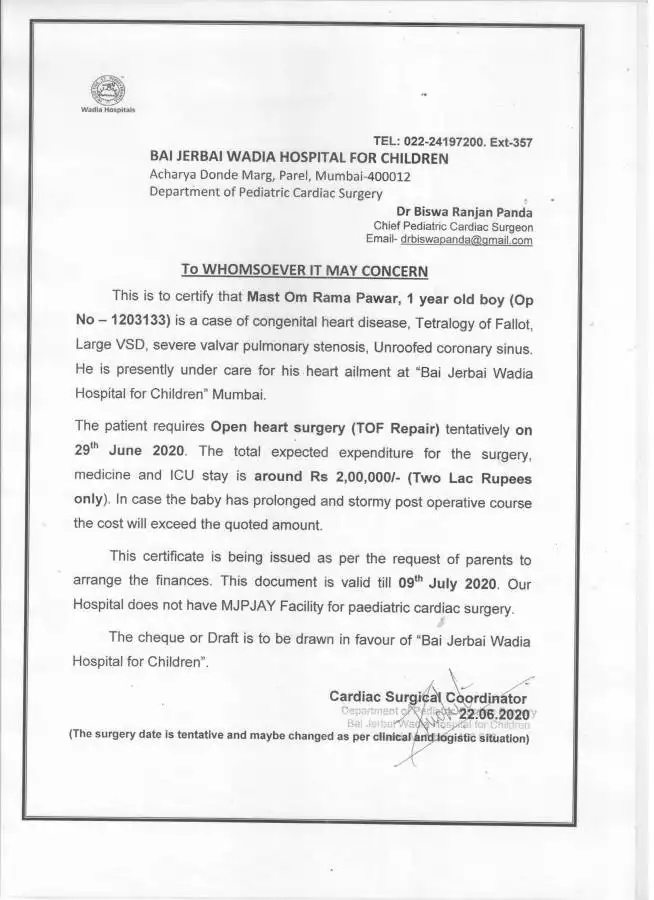 Wadia Hospitals
TEL: 022-24197200. Ext-357
BAI JERBAI WADIA HOSPITAL FOR CHILDREN
Acharya Donde Marg, Parel, Mumbai-400012
Department of Pediatric Cardiac Surgery
Dr Biswa Ranjan Panda
Chief Pediatric Cardiac Surgeon
Email- drbiswapanda@gmail.com
To WHOMSOEVER IT MAY CONCERN
This is to certify that Mast Om Rama Pawar, 1 year old boy (Op
No – 1203133) is a case of congenital heart disease, Tetralogy of Fallot,
Large VSD, severe valvar pulmonary stenosis, Unroofed coronary sinus.
He is presently under care for his heart ailment at “Bai Jerbai Wadia
Hospital for Children” Mumbai.
The patient requires Open heart surgery (TOF Repair) tentatively on
29th June 2020. The total expected expenditure for the surgery,
medicine and ICU stay is around Rs 2,00,000/- (Two Lac Rupees
only). In case the baby has prolonged and stormy post operative course
the cost will exceed the quoted amount.
This certificate is being issued as per the request of parents to
arrange the finances. This document is valid till 09th July 2020. Our
Hospital does not have MJPJAY Facility for paediatric cardiac surgery.
The cheque or Draft is to be drawn in favour of “Bai Jerbai Wadia
Hospital for Children”.
Cardiac Surgical Coordinator
Department of
22.06.2020
Bai Jerbai Wadia Hospital for Children
(The surgery date is tentative and maybe changed as per clinical and logistic situation)